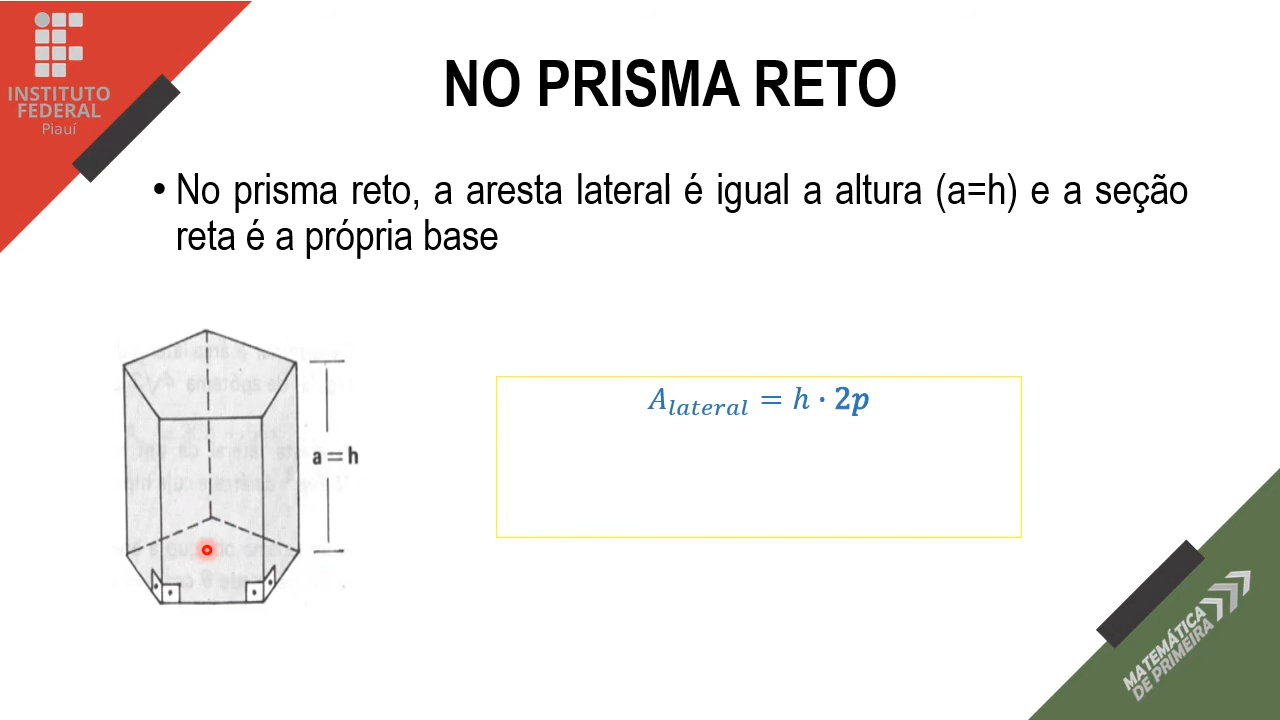 INSTITUTO
FEDERAL
Piauí
NO PRISMA RETO
• No prisma reto, a aresta lateral é igual a altura (a=h) e a seção
reta é a própria base
a = h
A_lateral = h · 2p
MATEMÁTICA
DE PRIMEIRA